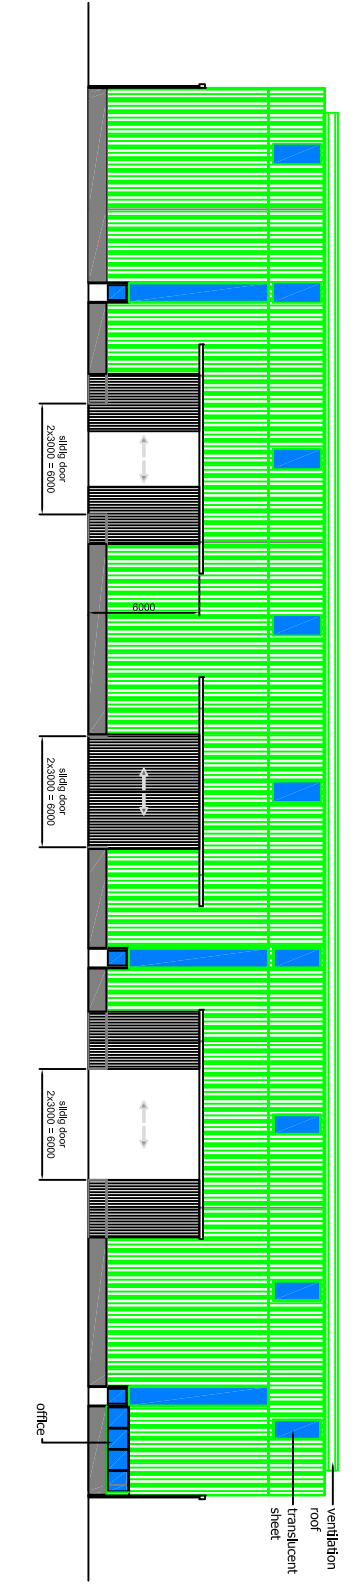 ventilation
roof
translucent
sheet
slidig door
2x3000 = 6000
6000
slidig door
2x3000 = 6000
slidig door
2x3000 = 6000
office